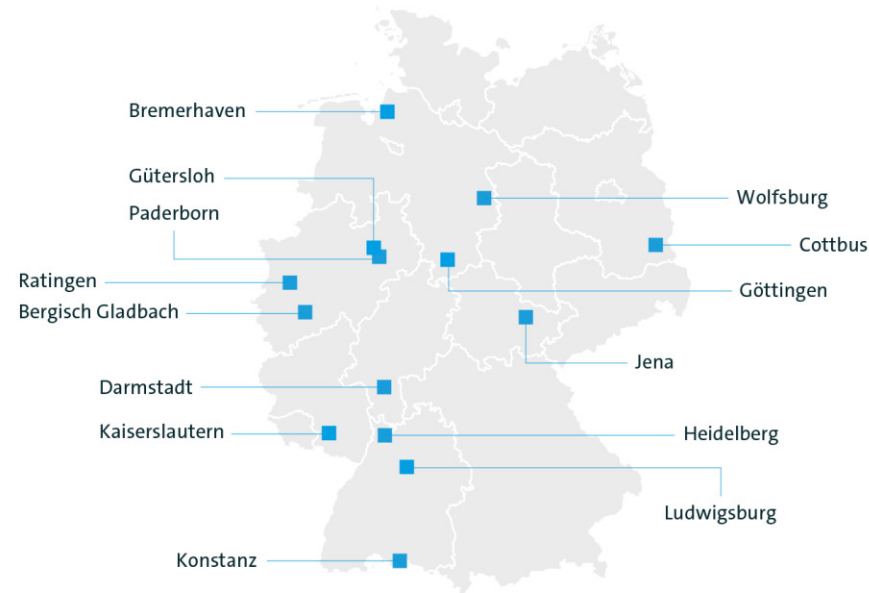 Bremerhaven
Gütersloh
Paderborn
Wolfsburg
Cottbus
Ratingen
Göttingen
Bergisch Gladbach
Jena
Darmstadt
Kaiserslautern
Heidelberg
Ludwigsburg
Konstanz